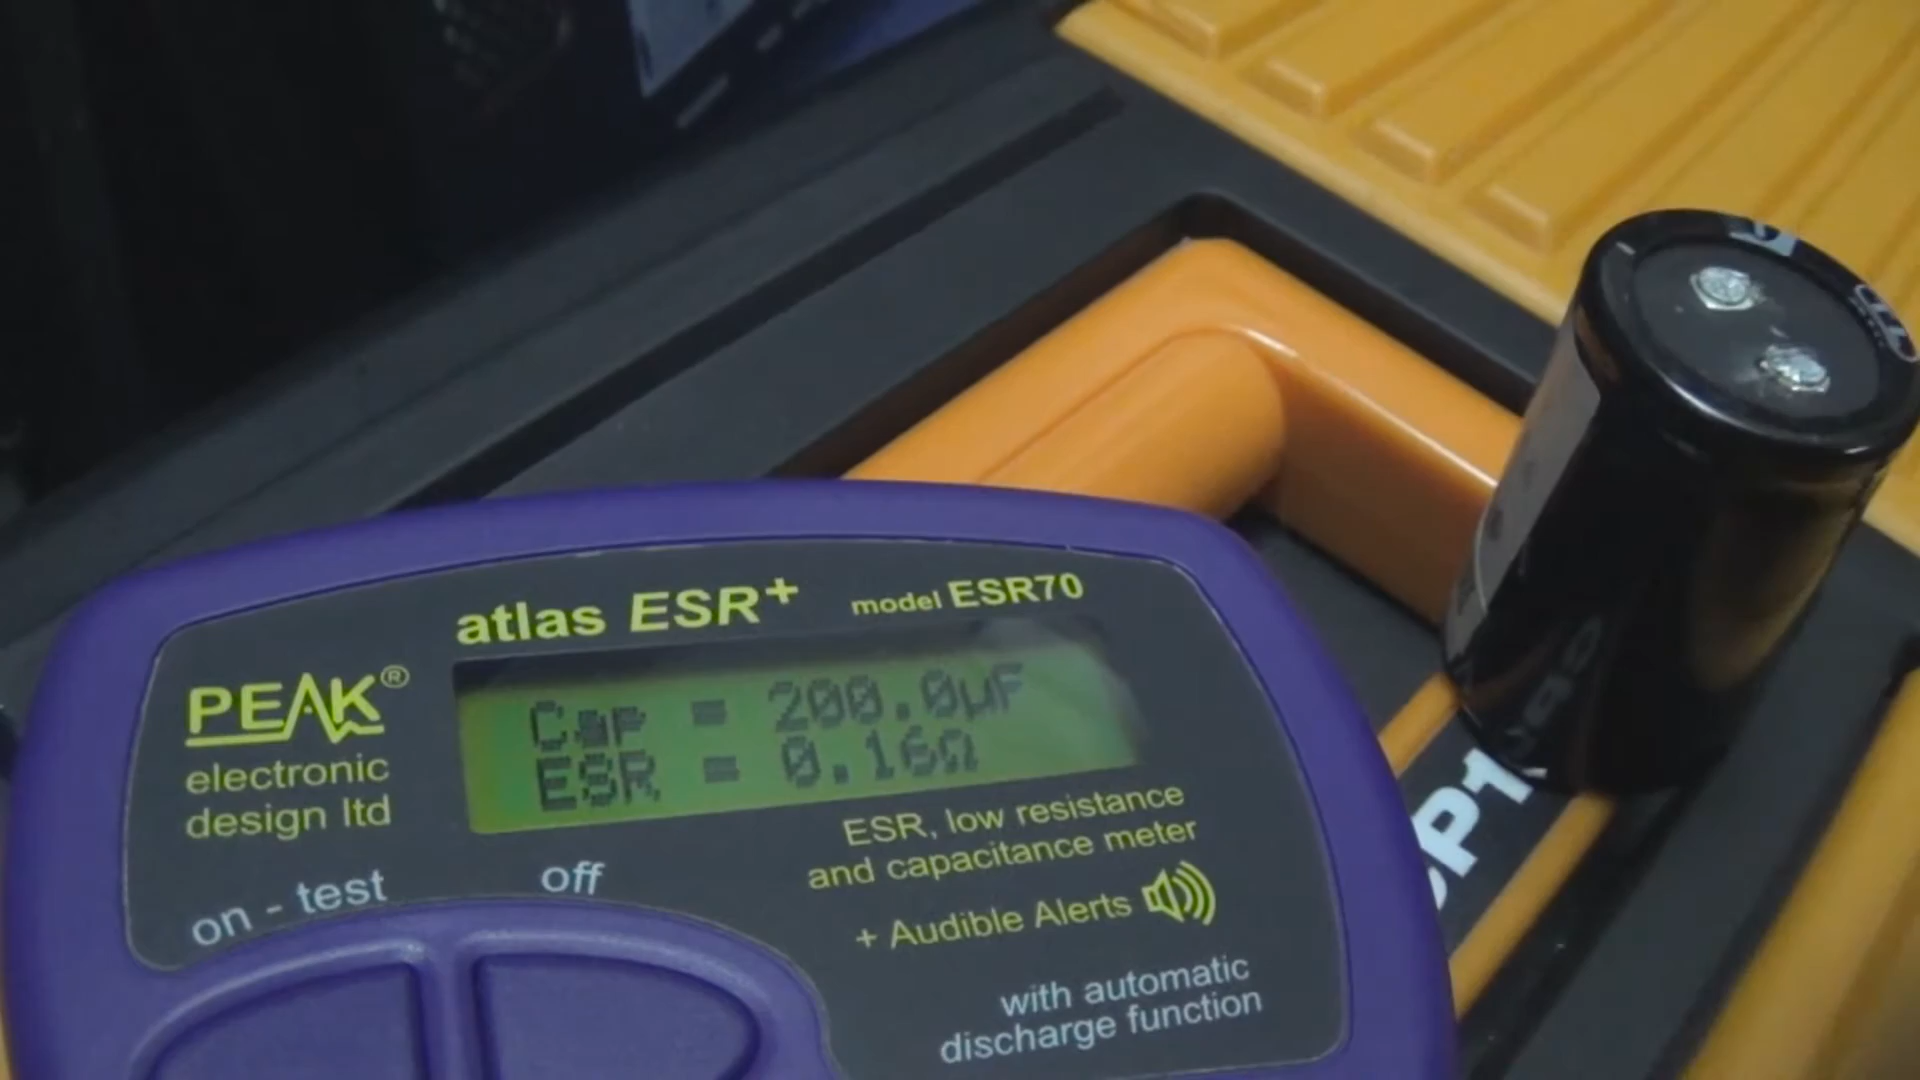 atlas ESR+ model ESR70
PEAK®
electronic
design ltd
Cap = 200.0µF
ESR = 0.16Ω
ESR, low resistance
and capacitance meter
+ Audible Alerts
with automatic
discharge function
on - test
off